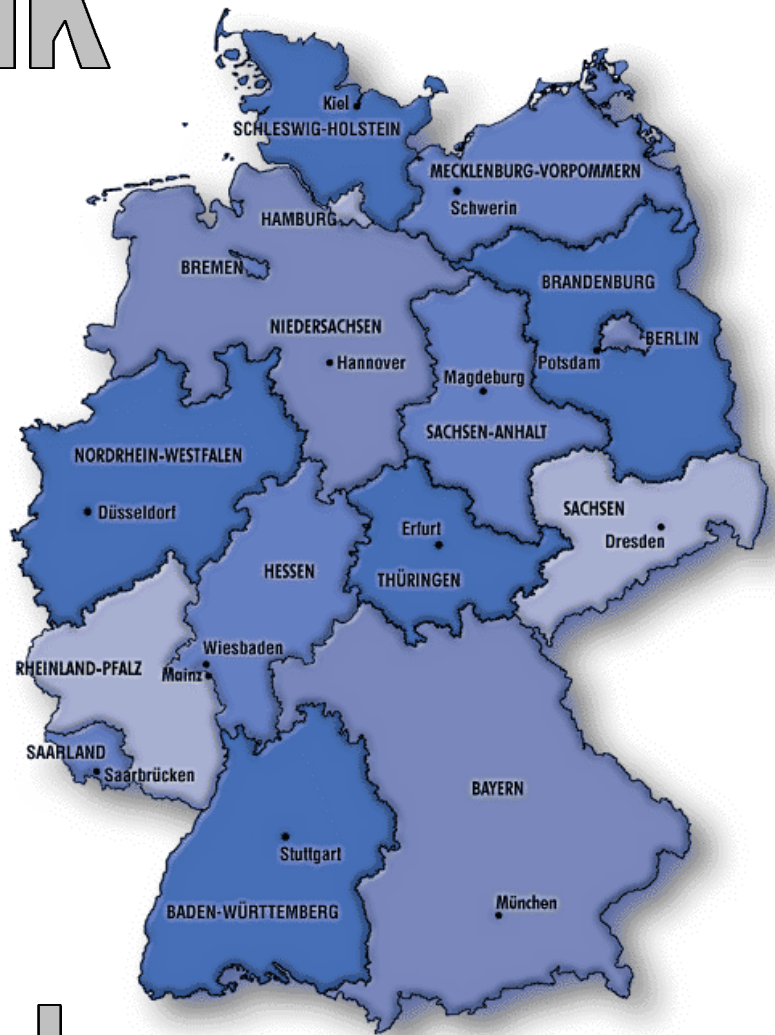 Kiel
SCHLESWIG-HOLSTEIN
MECKLENBURG-VORPOMMERN
Schwerin
HAMBURG
BREMEN
BRANDENBURG
NIEDERSACHSEN
BERLIN
Hannover
Potsdam
Magdeburg
SACHSEN-ANHALT
NORDRHEIN-WESTFALEN
SACHSEN
Düsseldorf
Erfurt
Dresden
HESSEN
THÜRINGEN
Wiesbaden
RHEINLAND-PFALZ
Mainz
SAARLAND
Saarbrücken
BAYERN
Stuttgart
München
BADEN-WÜRTTEMBERG